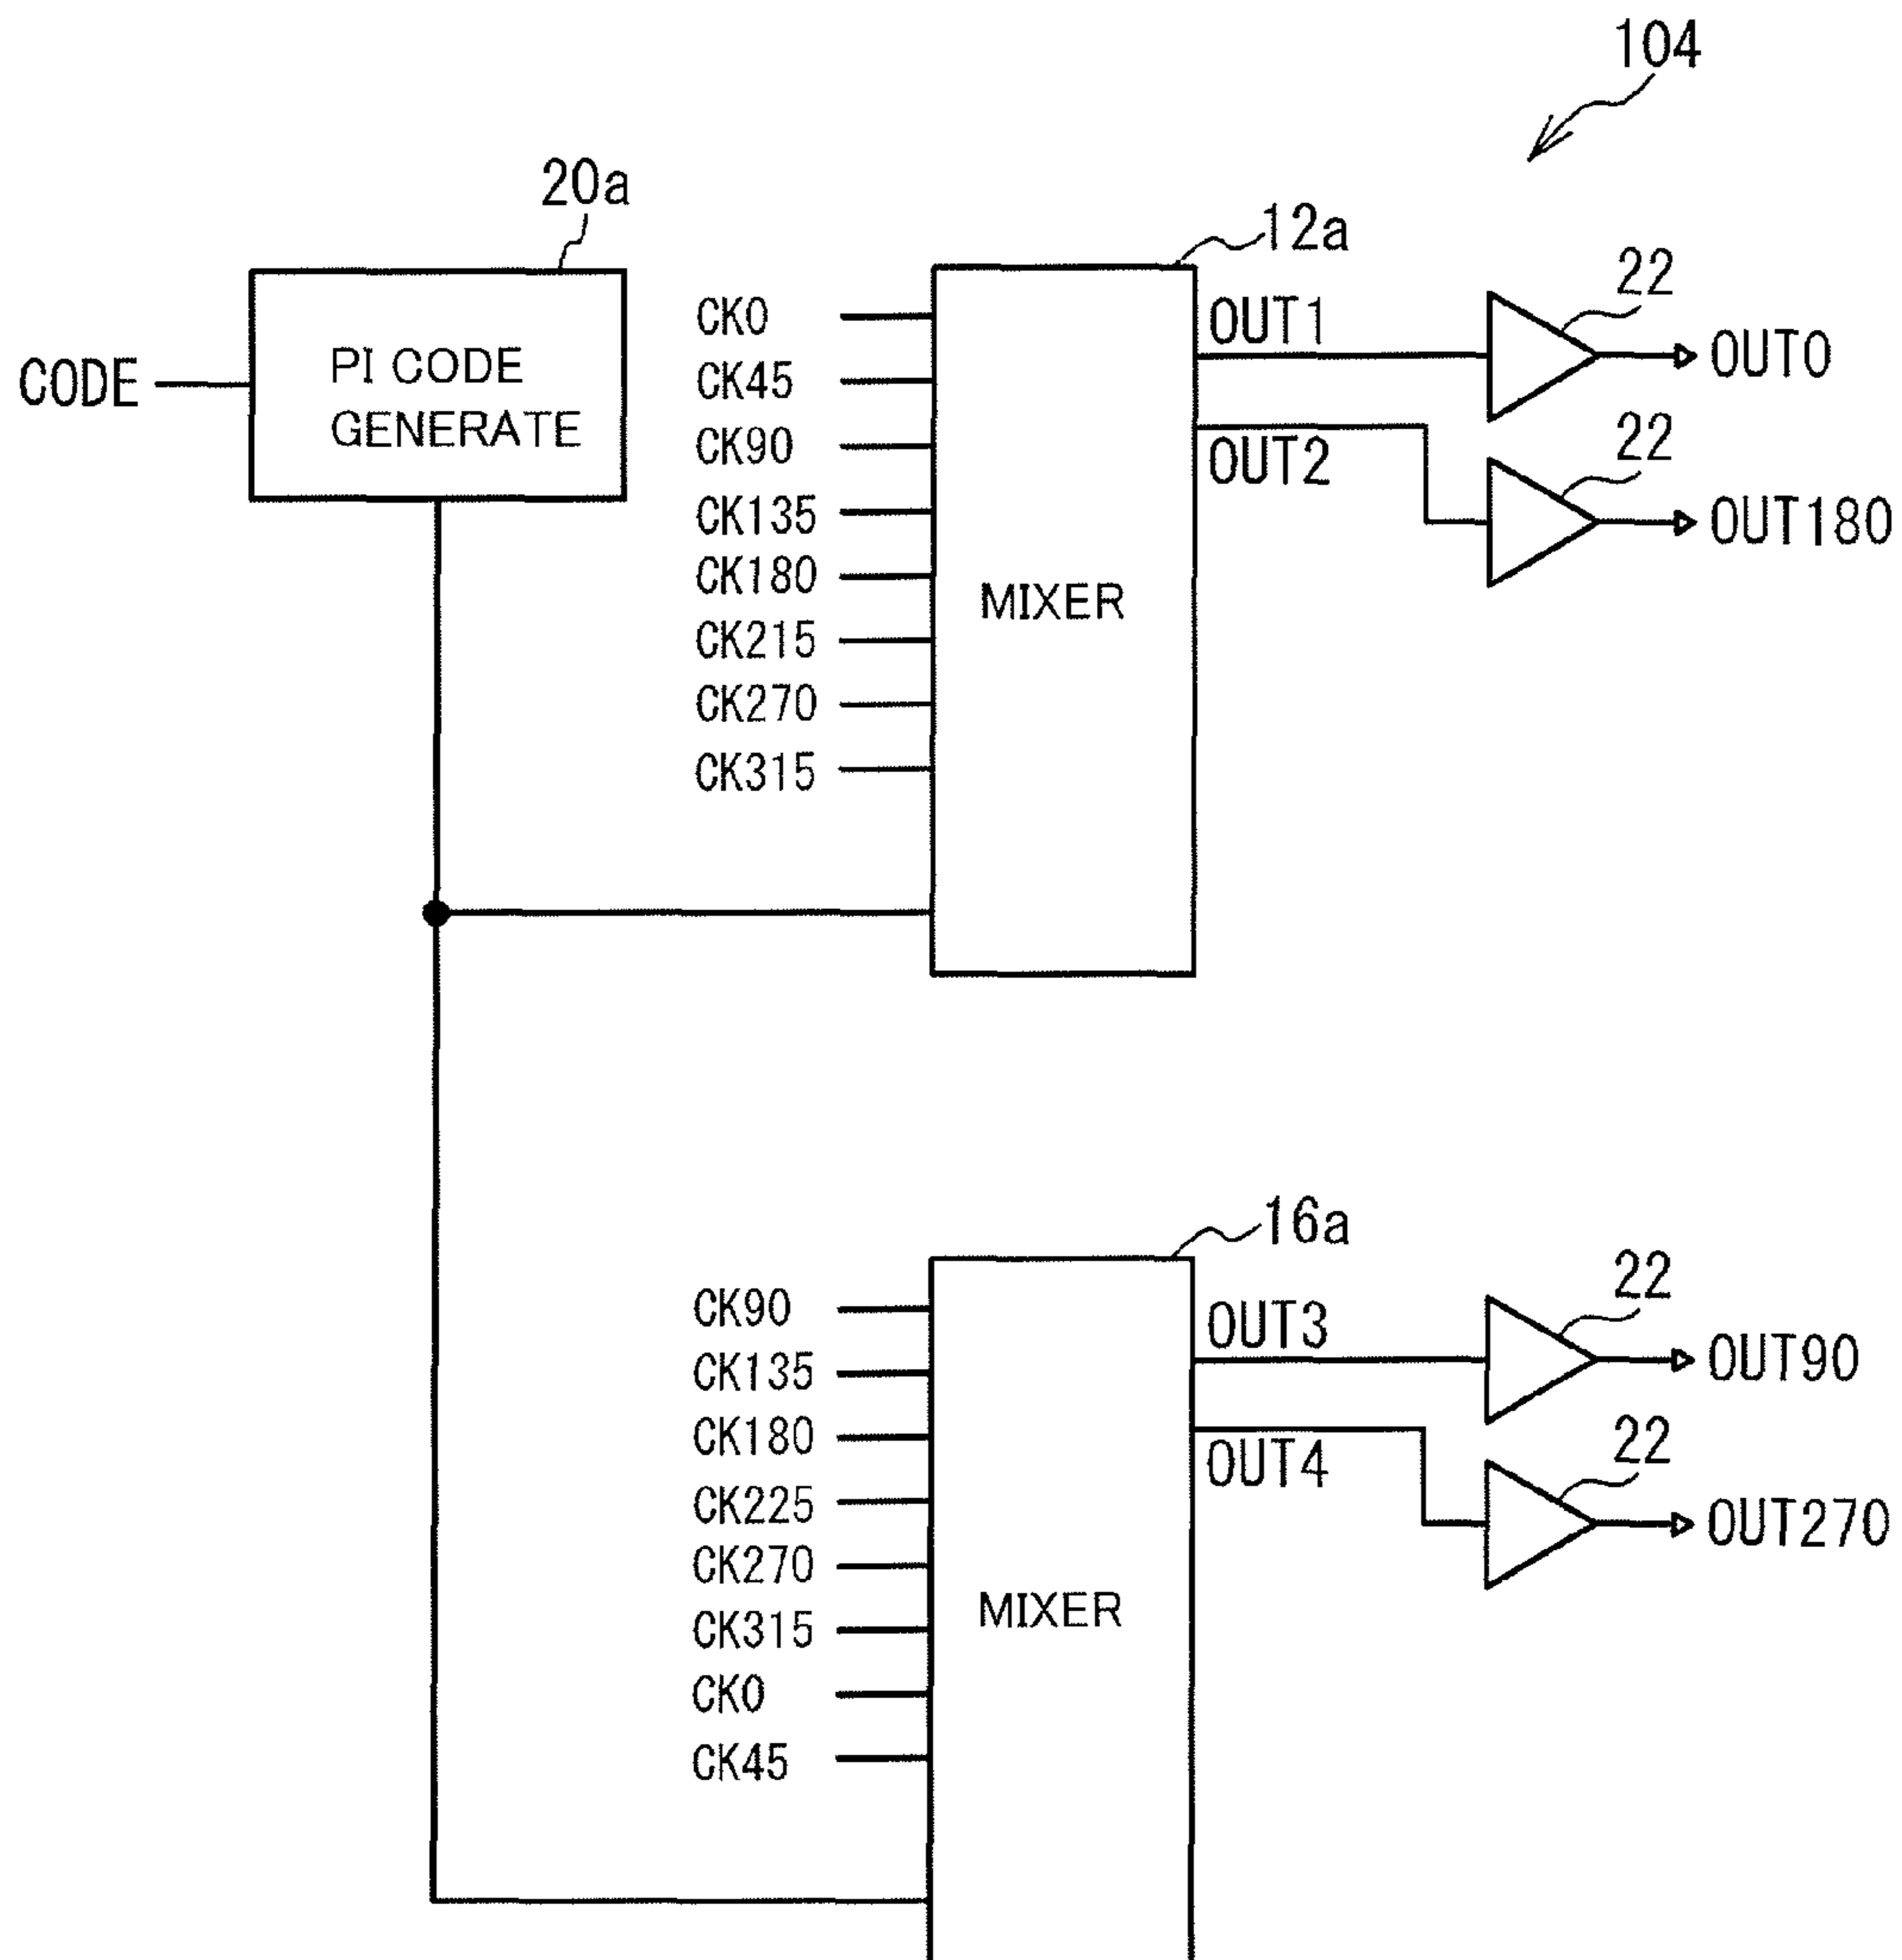 104
20a
12a
CODE
PI CODE
GENERATE
CK0
CK45
CK90
CK135
CK180
CK215
CK270
CK315
MIXER
OUT1
OUT2
22
OUT0
22
OUT180
16a
CK90
CK135
CK180
CK225
CK270
CK315
CK0
CK45
MIXER
OUT3
OUT4
22
OUT90
22
OUT270